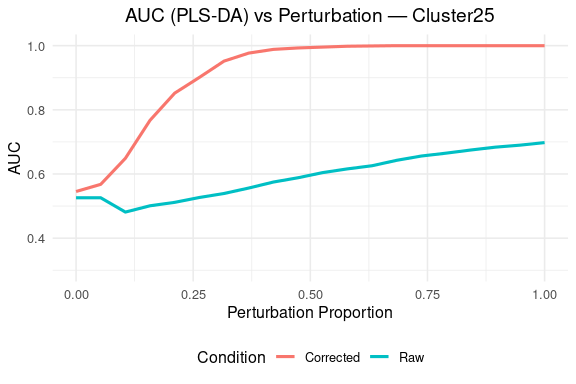 AUC (PLS-DA) vs Perturbation — Cluster25
AUC
1.0
0.8
0.6
0.4
0.00 0.25 0.50 0.75 1.00
Perturbation Proportion
Condition Corrected Raw